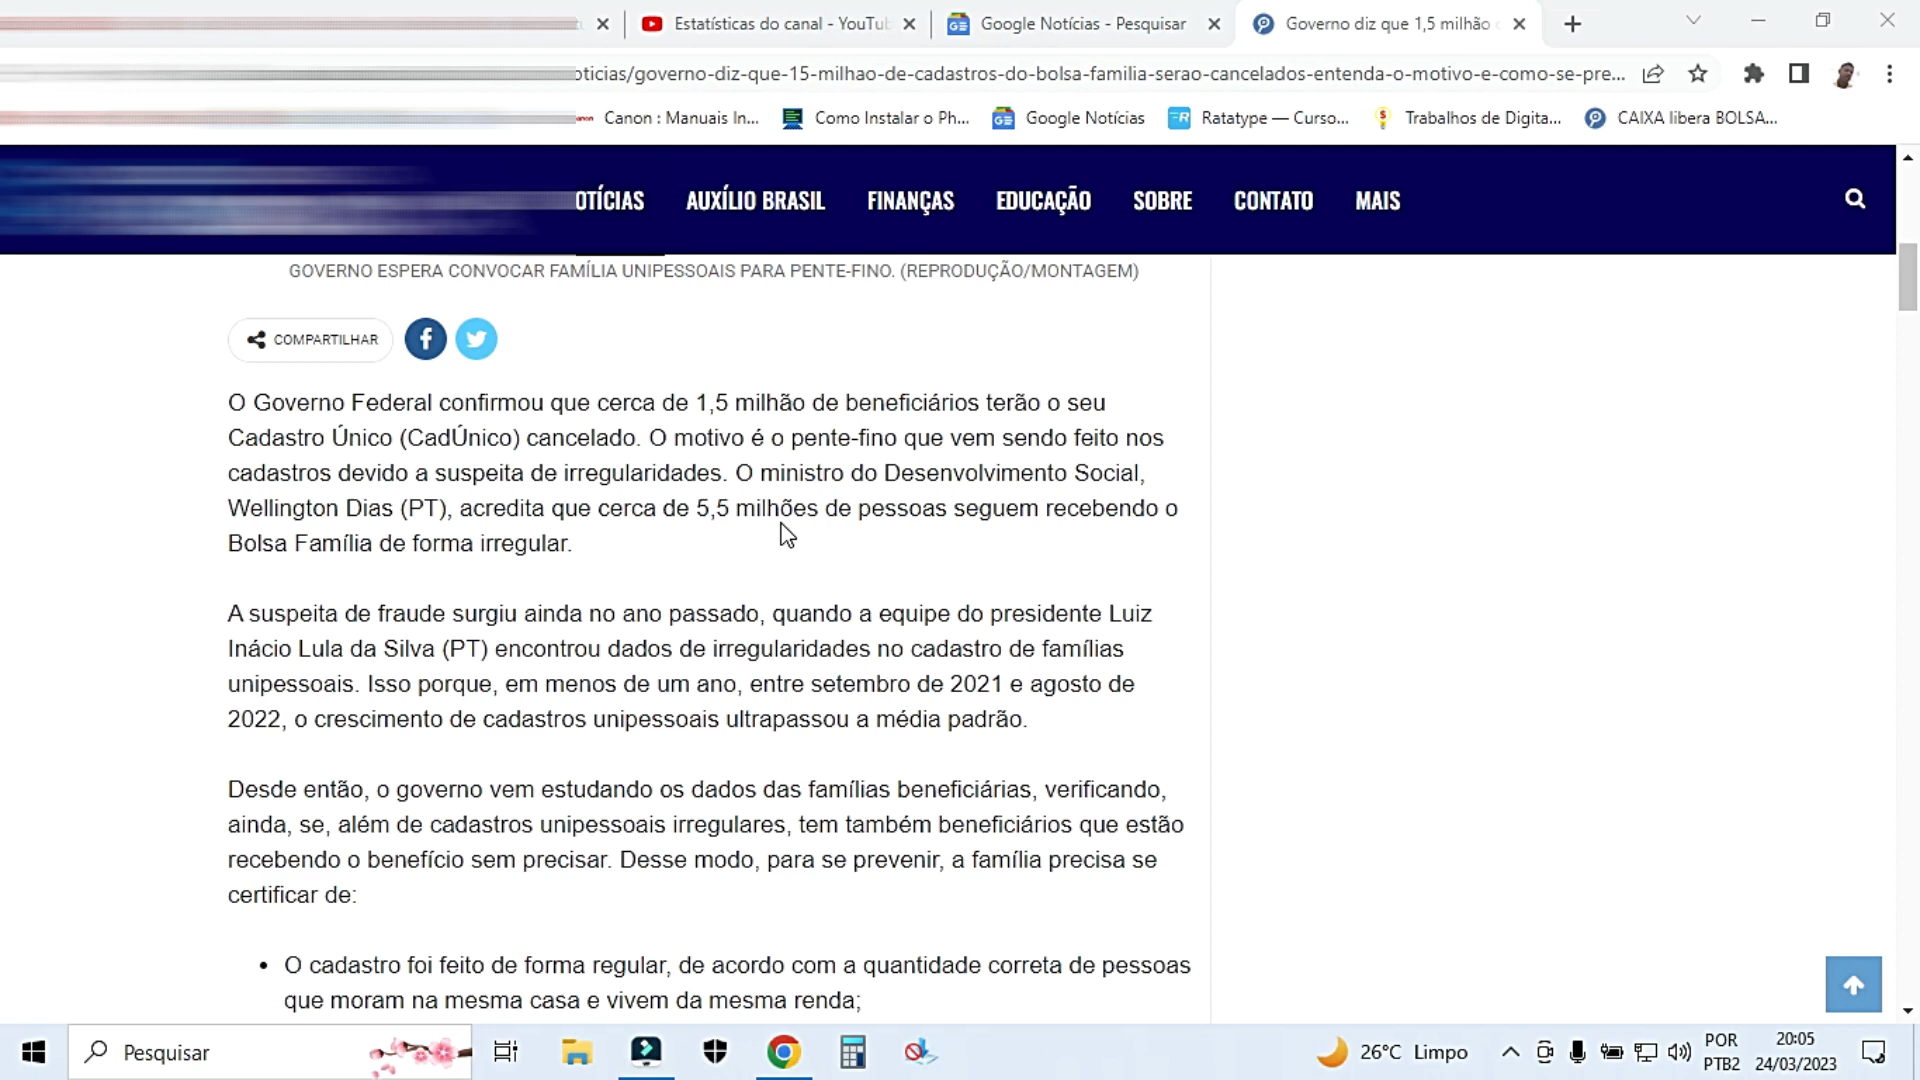 Estatísticas do canal - YouTub
Google Notícias - Pesquisar
Governo diz que 1,5 milhão
oticias/governo-diz-que-15-milhao-de-cadastros-do-bolsa-familia-serao-cancelados-entenda-o-motivo-e-como-se-pre...
Canon : Manuais In...
Como Instalar o Ph...
Google Notícias
Ratatype — Curso...
Trabalhos de Digita...
CAIXA libera BOLSA...
OTÍCIAS
AUXÍLIO BRASIL
FINANÇAS
EDUCAÇÃO
SOBRE
CONTATO
MAIS
GOVERNO ESPERA CONVOCAR FAMÍLIA UNIPESSOAIS PARA PENTE-FINO. (REPRODUÇÃO/MONTAGEM)
COMPARTILHAR
O Governo Federal confirmou que cerca de 1,5 milhão de beneficiários terão o seu
Cadastro Único (CadÚnico) cancelado. O motivo é o pente-fino que vem sendo feito nos
cadastros devido a suspeita de irregularidades. O ministro do Desenvolvimento Social,
Wellington Dias (PT), acredita que cerca de 5,5 milhões de pessoas seguem recebendo o
Bolsa Família de forma irregular.
A suspeita de fraude surgiu ainda no ano passado, quando a equipe do presidente Luiz
Inácio Lula da Silva (PT) encontrou dados de irregularidades no cadastro de famílias
unipessoais. Isso porque, em menos de um ano, entre setembro de 2021 e agosto de
2022, o crescimento de cadastros unipessoais ultrapassou a média padrão.
Desde então, o governo vem estudando os dados das famílias beneficiárias, verificando,
ainda, se, além de cadastros unipessoais irregulares, tem também beneficiários que estão
recebendo o benefício sem precisar. Desse modo, para se prevenir, a família precisa se
certificar de:
• O cadastro foi feito de forma regular, de acordo com a quantidade correta de pessoas
que moram na mesma casa e vivem da mesma renda;
Pesquisar
26°C Limpo
POR
PTB2
20:05
24/03/2023